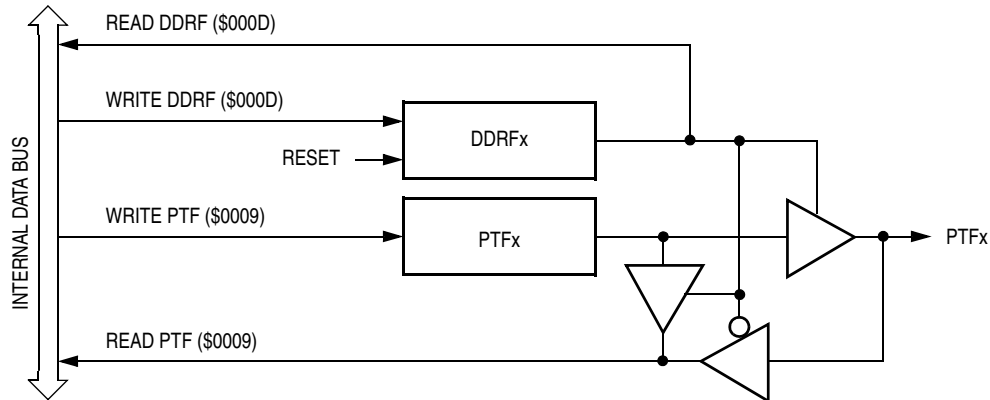 READ DDRF ($000D)
WRITE DDRF ($000D)
DDRFx
RESET
INTERNAL DATA BUS
WRITE PTF ($0009)
PTFx
PTFx
READ PTF ($0009)